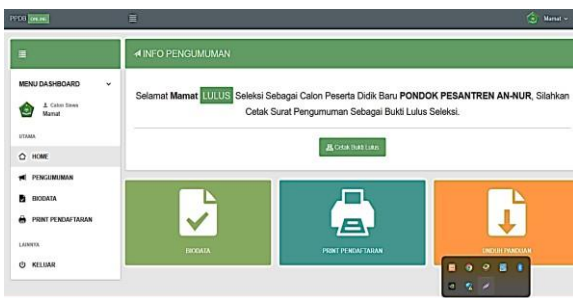 PPDB ONLINE
Mamat
INFO PENGUMUMAN
MENU DASHBOARD
Calon Siswa
Mamat
UTAMA
HOME
PENGUMUMAN
BIODATA
PRINT PENDAFTARAN
LAINNYA
KELUAR
Selamat Mamat LULUS Seleksi Sebagai Calon Peserta Didik Baru PONDOK PESANTREN AN-NUR, Silahkan
Cetak Surat Pengumuman Sebagai Bukti Lulus Seleksi.
Cetak Bukti Lulus
BIODATA
PRINT PENDAFTARAN
UNDUH PANDUAN